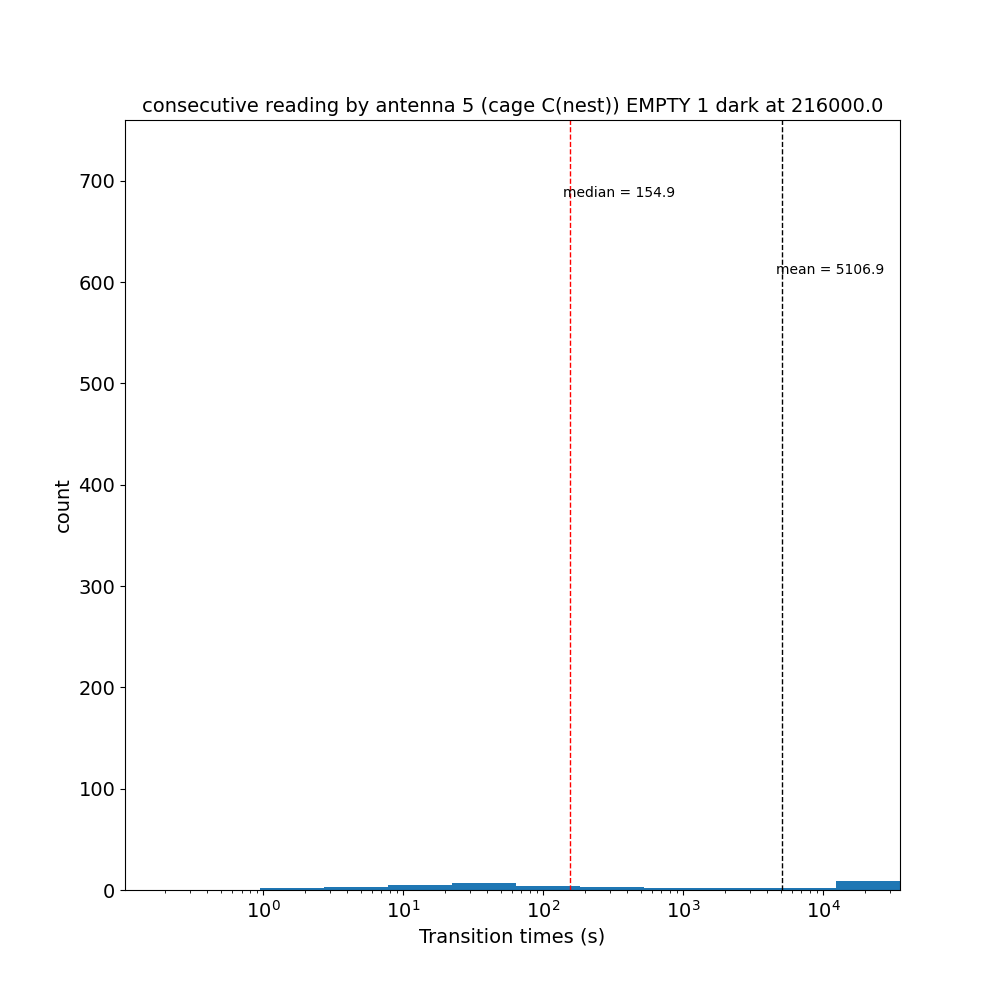 consecutive reading by antenna 5 (cage C(nest)) EMPTY 1 dark at 216000.0
700
600
500
400
300
200
100
0
count
median = 154.9
mean = 5106.9
10⁰
10¹
10²
10³
10⁴
Transition times (s)